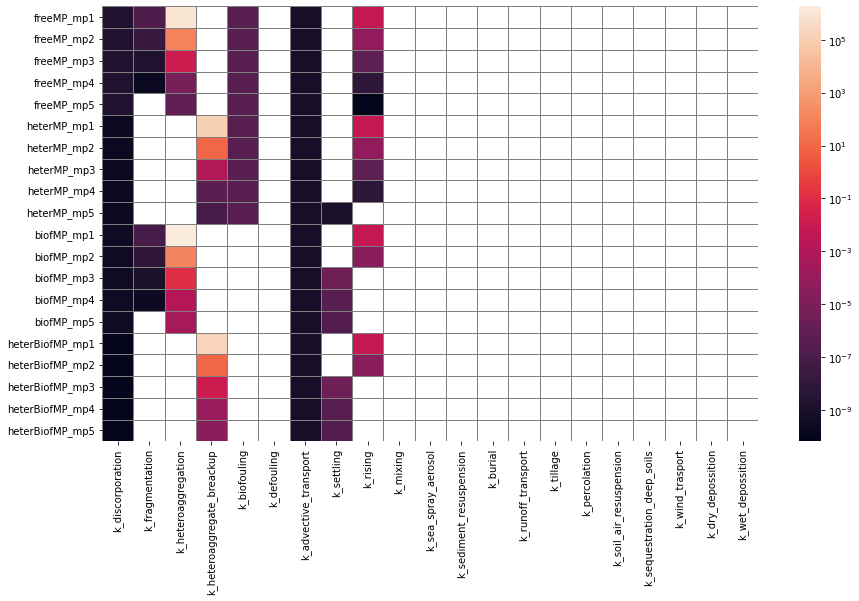 freeMP_mp1
freeMP_mp2
freeMP_mp3
freeMP_mp4
freeMP_mp5
heterMP_mp1
heterMP_mp2
heterMP_mp3
heterMP_mp4
heterMP_mp5
biofMP_mp1
biofMP_mp2
biofMP_mp3
biofMP_mp4
biofMP_mp5
heterBiofMP_mp1
heterBiofMP_mp2
heterBiofMP_mp3
heterBiofMP_mp4
heterBiofMP_mp5
k_discorporation
k_fragmentation
k_heteroaggregation
k_heteroaggregate_breackup
k_biofouling
k_defouling
k_advective_transport
k_settling
k_rising
k_mixing
k_sea_spray_aerosol
k_sediment_resuspension
k_burial
k_runoff_transport
k_tillage
k_percolation
k_soil_air_resuspension
k_sequestration_deep_soils
k_wind_trasport
k_dry_depossition
k_wet_depossition
10⁵
10³
10¹
10⁻¹
10⁻³
10⁻⁵
10⁻⁷
10⁻⁹